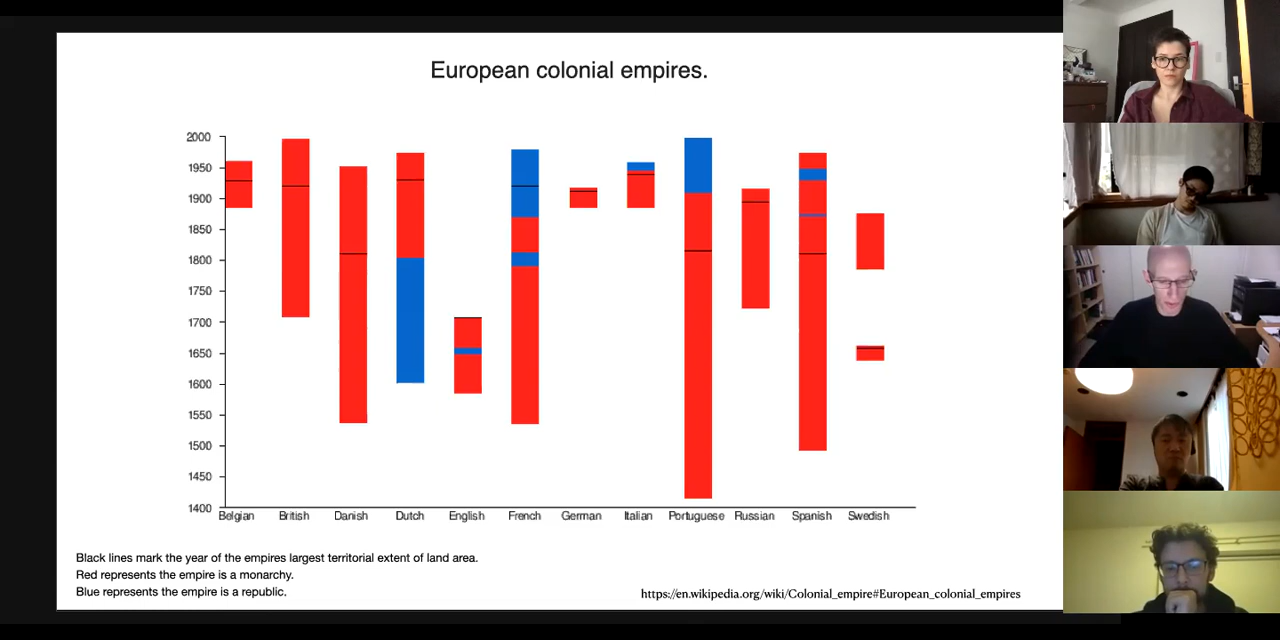 European colonial empires.
2000
1950
1900
1850
1800
1750
1700
1650
1600
1550
1500
1450
1400
Belgian British Danish Dutch English French German Italian Portuguese Russian Spanish Swedish
Black lines mark the year of the empires largest territorial extent of land area.
Red represents the empire is a monarchy.
Blue represents the empire is a republic.
https://en.wikipedia.org/wiki/Colonial_empire#European_colonial_empires